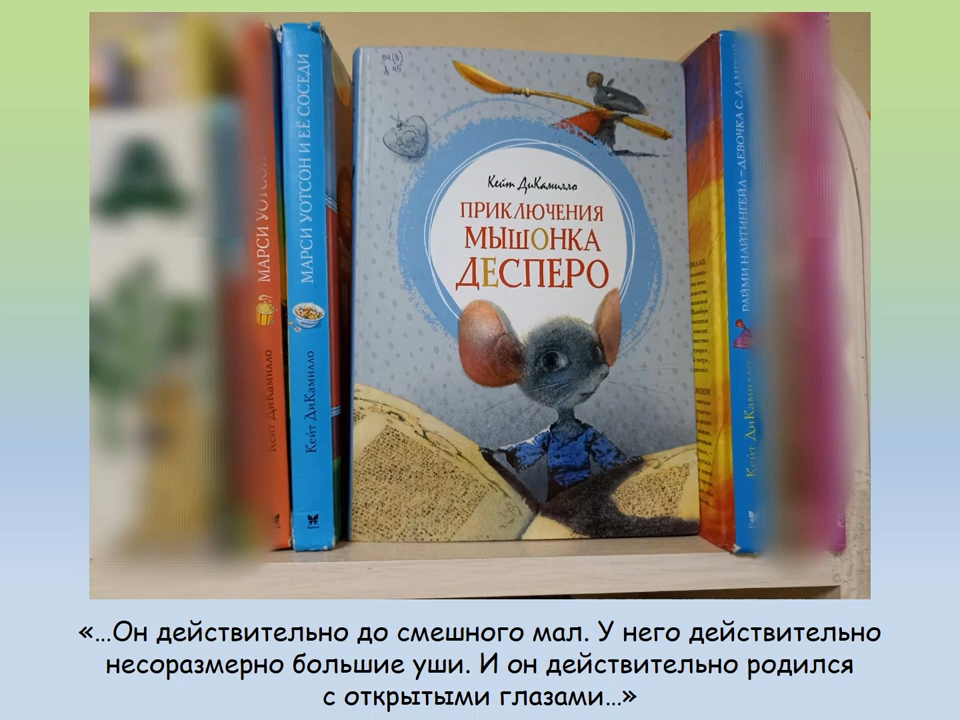 Кейт ДиКамилло
ПРИКЛЮЧЕНИЯ
МЫШОНКА
ДЕСПЕРО
МАРСИ УОТСОН
Кейт ДиКамилло
МАРСИ УОТСОН И ЕЁ СОСЕДИ
Кейт ДиКамилло
РАЙМИ НАЙТИНГЕЙЛ – ДЕВОЧКА С ЛАМПОЙ
Кейт ДиКамилло
«...Он действительно до смешного мал. У него действительно
несоразмерно большие уши. И он действительно родился
с открытыми глазами...»